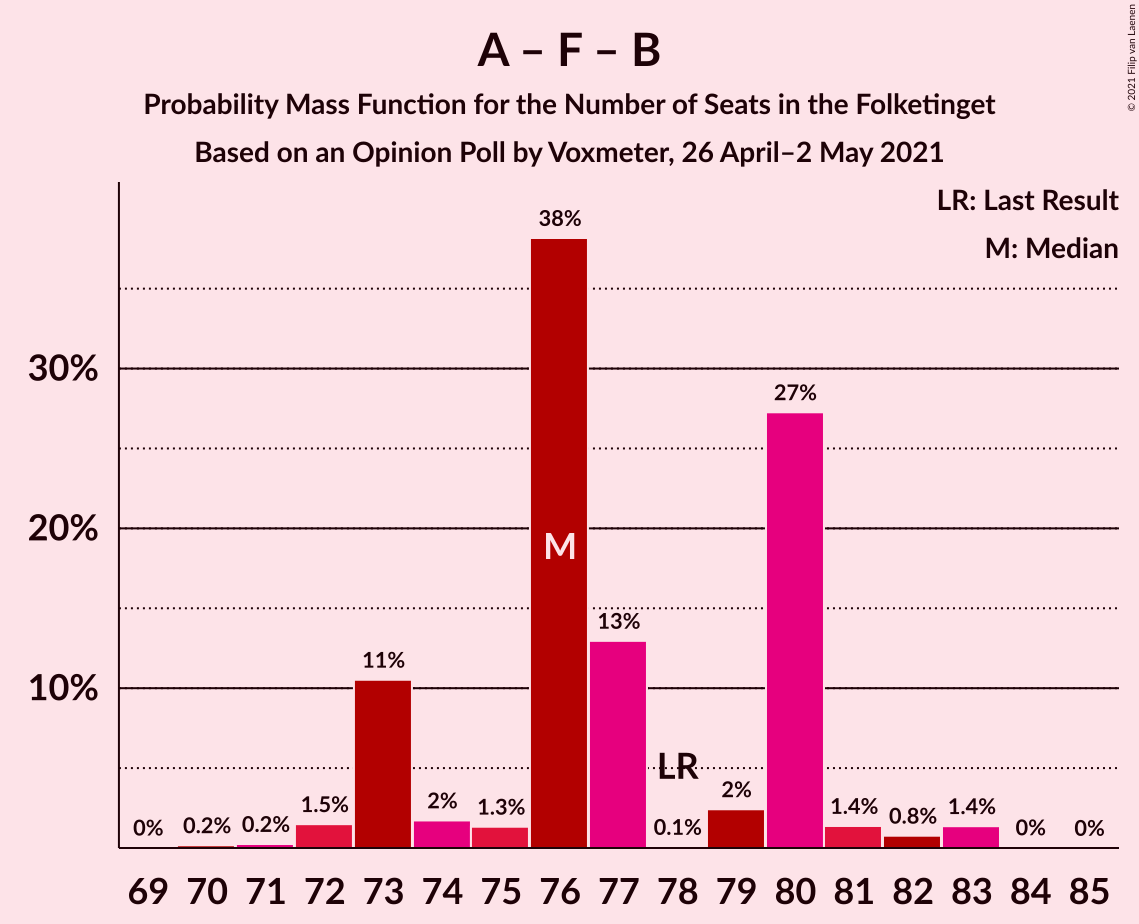 A – F – B
Probability Mass Function for the Number of Seats in the Folketinget
Based on an Opinion Poll by Voxmeter, 26 April–2 May 2021
© 2021 Filip van Laenen
LR: Last Result
M: Median
38%
30%
27%
20%
M
13%
11%
10%
LR
0%
0.2%
0.2%
1.5%
2%
1.3%
0.1%
2%
1.4%
0.8%
1.4%
0%
0%
69 70 71 72 73 74 75 76 77 78 79 80 81 82 83 84 85